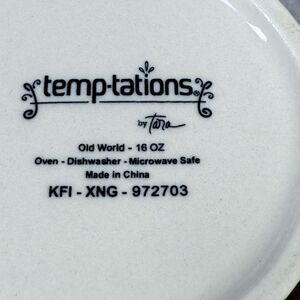 temp-tations®
by Tara
Old World - 16 OZ
Oven - Dishwasher - Microwave Safe
Made in China
KFI - XNG - 972703